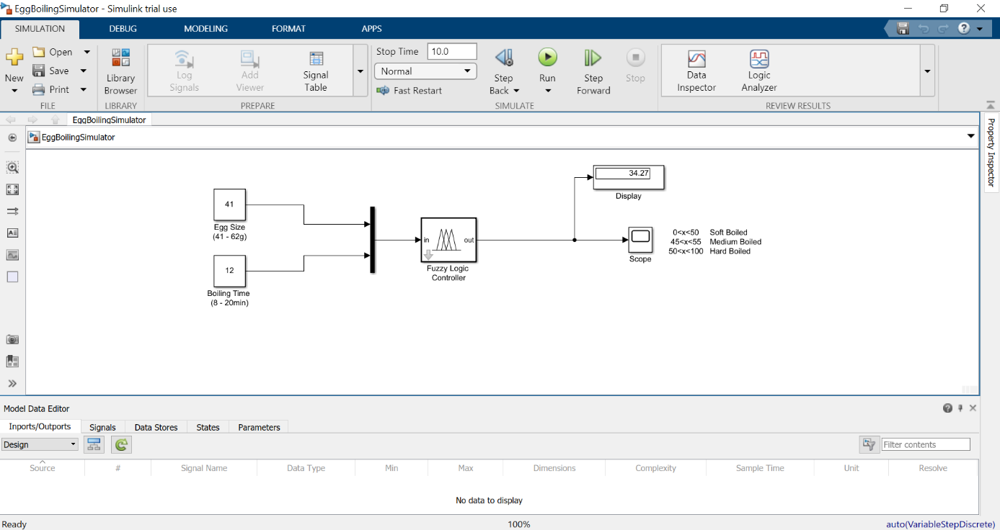 EggBoilingSimulator - Simulink trial use
SIMULATION DEBUG MODELING FORMAT APPS
New
Open
Save
Print
FILE
Library
Browser
LIBRARY
Log
Signals
Add
Viewer
Signal
Table
PREPARE
Stop Time 10.0
Normal
Fast Restart
Step
Back
Run
Step
Forward
Stop
SIMULATE
Data
Inspector
Logic
Analyzer
REVIEW RESULTS
EggBoilingSimulator
EggBoilingSimulator
Property Inspector
34.27
Display
41
Egg Size
(41 - 62g)
12
Boiling Time
(8 - 20min)
in out
Fuzzy Logic
Controller
Scope
0<x<50 Soft Boiled
45<x<55 Medium Boiled
50<x<100 Hard Boiled
Model Data Editor
Inports/Outports Signals Data Stores States Parameters
Design
Filter contents
Source # Signal Name Data Type Min Max Dimensions Complexity Sample Time Unit Resolve
No data to display
Ready 100% auto(VariableStepDiscrete)